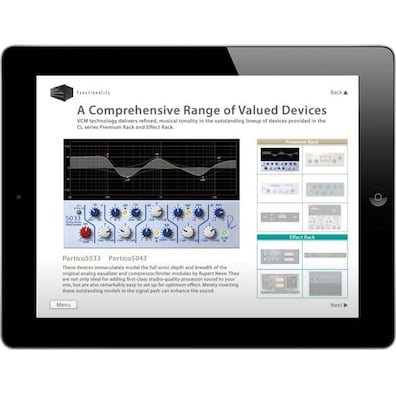 Functionality
Back ▲
A Comprehensive Range of Valued Devices
VCM technology delivers refined, musical tonality in the outstanding lineup of devices provided in the
CL series Premium Rack and Effect Rack.
Premium Rack
5033
Effect Rack
Portico5033 Portico5043
These devices immaculately model the full sonic depth and breadth of the
original analog equalizer and compressor/limiter modules by Rupert Neve. They
are not only ideal for adding first-class studio-quality processor sound to your
mix, but are also remarkably easy to set up for optimum effect. Merely inserting
these outstanding models in the signal path can enhance the sound.
Menu
Next ▶